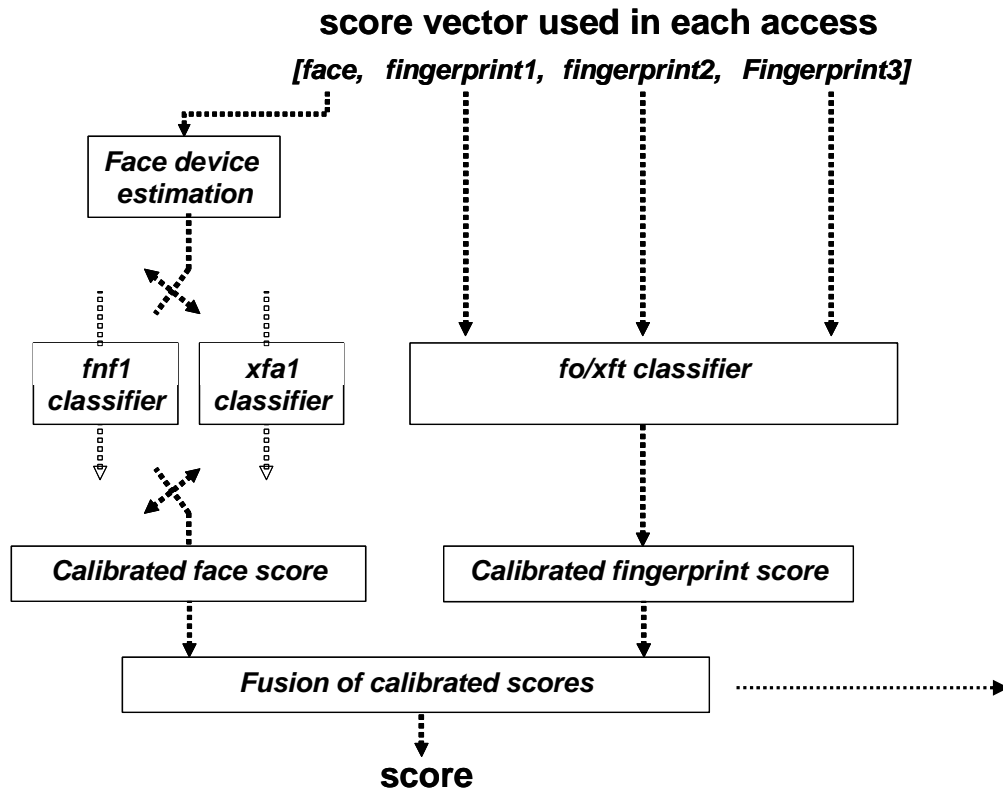 score vector used in each access
[face, fingerprint1, fingerprint2, Fingerprint3]
Face device
estimation
fnf1
classifier
xfa1
classifier
fo/xft classifier
Calibrated face score
Calibrated fingerprint score
Fusion of calibrated scores
score